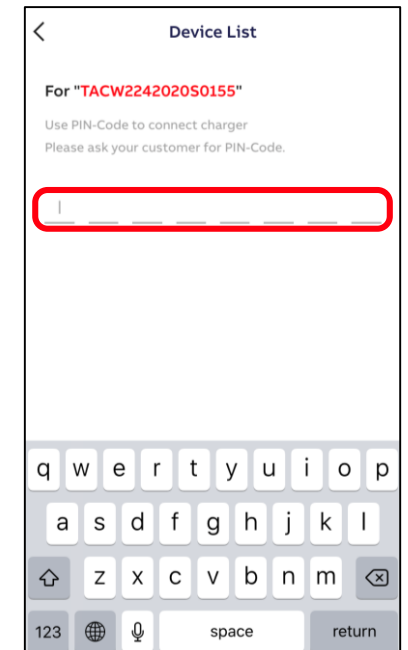 Device List
For "TACW2242020S0155"
Use PIN-Code to connect charger
Please ask your customer for PIN-Code.
q w e r t y u i o p
a s d f g h j k l
z x c v b n m
123 space return